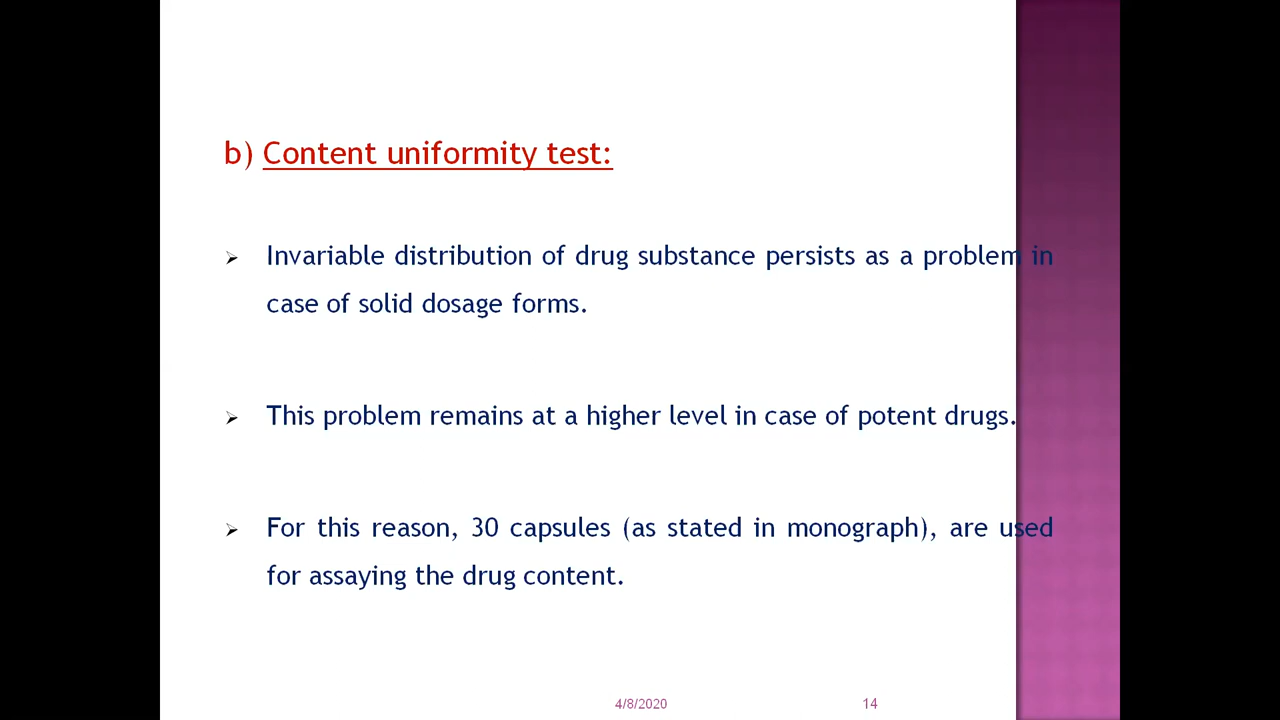 b) Content uniformity test:
➢ Invariable distribution of drug substance persists as a problem in
case of solid dosage forms.
➢ This problem remains at a higher level in case of potent drugs.
➢ For this reason, 30 capsules (as stated in monograph), are used
for assaying the drug content.
4/8/2020 14